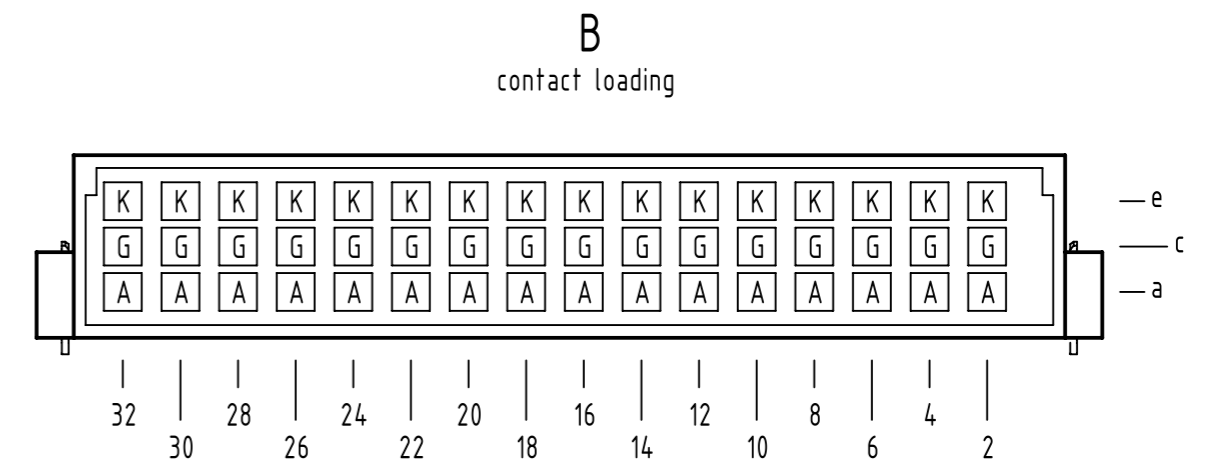 B
contact loading
K K K K K K K K K K K K K K K K e
G G G G G G G G G G G G G G G G c
A A A A A A A A A A A A A A A A a
32 28 24 20 16 12 8 4
30 26 22 18 14 10 6 2